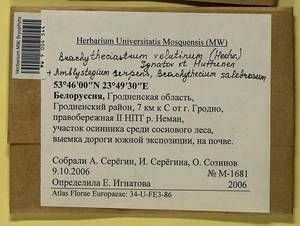 Herbarium Universitatis Mosquensis (MW)
Brachytheciastrum velutinum (Hedw.)
Ignatov et Huttunen
+ Amblystegium serpens, Brachythecium salebrosum
53°46'00"N 23°49'30"E
Белоруссия, Гродненская область,
Гродненский район, 7 км к С от г. Гродно,
правобережной II НПТ р. Неман,
участок осинника среди соснового леса,
выемка дороги южной экспозиции, на почве.
Собрали А. Серёгин, И. Серёгина, О. Созинов
9.10.2006 № M-1681
Определила Е. Игнатова 2006
Atlas Florae Europaeae: 34-U-FE3-86